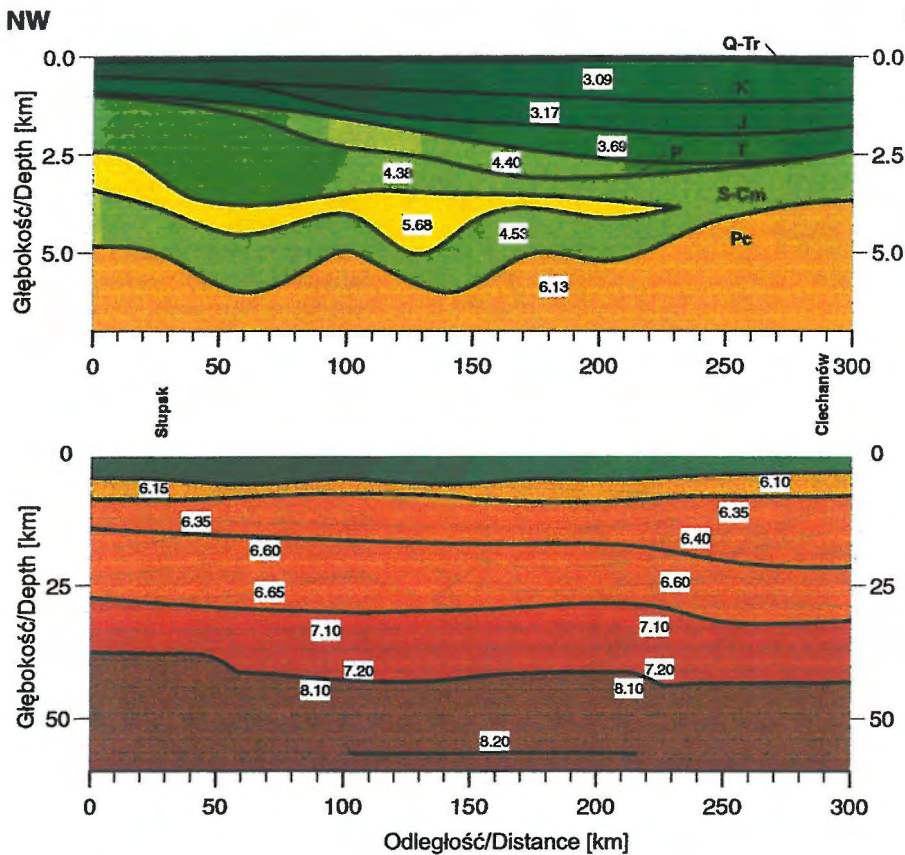 NW
Q-Tr
0.0
0.0
3.09
K
3.17
J
3.69
P
T
2.5
2.5
4.40
4.38
S-Cm
5.68
4.53
Pc
5.0
5.0
6.13
Głębokość/Depth [km]
0 50 100 150 200 250 300
Słupsk
Ciechanów
0
0
6.15
6.10
6.35
6.35
6.40
6.60
25
25
6.65
6.60
7.10
7.10
7.20
7.20
8.10
8.10
50
50
8.20
Głębokość/Depth [km]
0 50 100 150 200 250 300
Odległość/Distance [km]